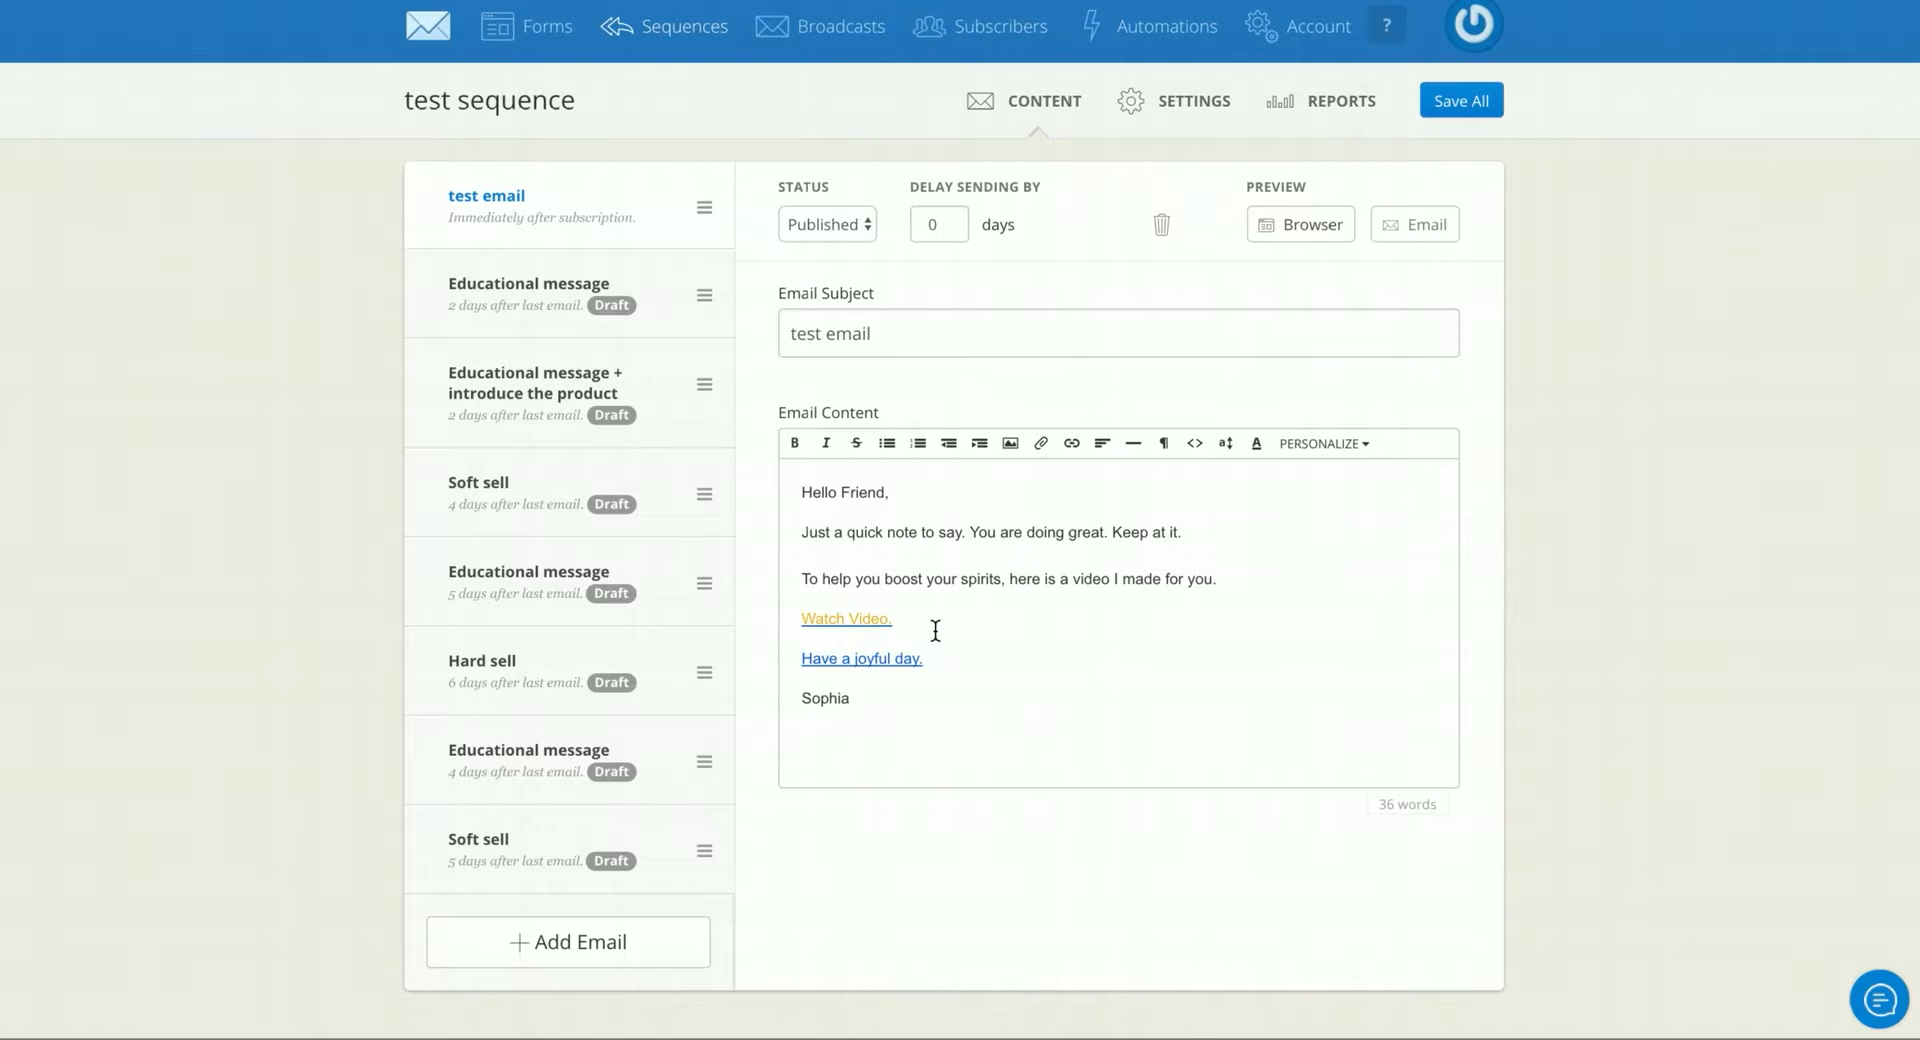 Forms
Sequences
Broadcasts
Subscribers
Automations
Account
?
test sequence
CONTENT
SETTINGS
REPORTS
Save All
test email
Immediately after subscription.
Educational message
2 days after last email. Draft
Educational message +
introduce the product
2 days after last email. Draft
Soft sell
4 days after last email. Draft
Educational message
5 days after last email. Draft
Hard sell
6 days after last email. Draft
Educational message
4 days after last email. Draft
Soft sell
5 days after last email. Draft
Add Email
STATUS
DELAY SENDING BY
PREVIEW
Published
0
days
Browser
Email
Email Subject
test email
Email Content
PERSONALIZE
Hello Friend,
Just a quick note to say. You are doing great. Keep at it.
To help you boost your spirits, here is a video I made for you.
Watch Video.
Have a joyful day.
Sophia
36 words